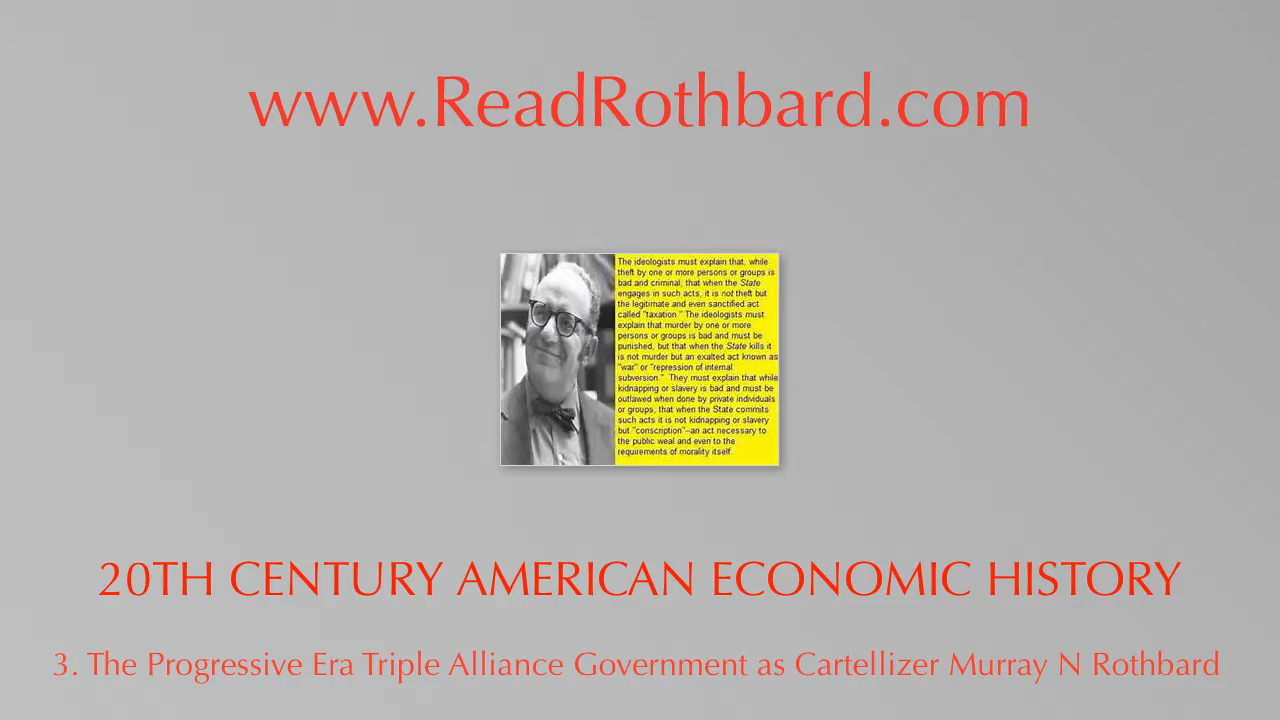 www.ReadRothbard.com
The ideologists must explain that, while
theft by one or more persons or groups is
bad and criminal, that when the State
engages in such acts, it is not theft but
the legitimate and even sanctified act
called "taxation." The ideologists must
explain that murder by one or more
persons or groups is bad and must be
punished, but that when the State kills it
is not murder but an exalted act known as
"war" or "repression of internal
subversion." They must explain that while
kidnapping or slavery is bad and must be
outlawed when done by private individuals
or groups, that when the State commits
such acts it is not kidnapping or slavery
but "conscription"--an act necessary to
the public weal and even to the
requirements of morality itself.
20TH CENTURY AMERICAN ECONOMIC HISTORY
3. The Progressive Era Triple Alliance Government as Cartellizer Murray N Rothbard